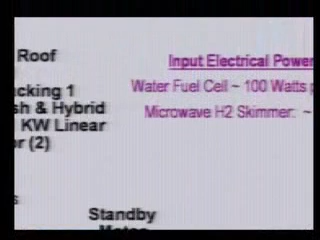 Roof
Input Electrical Power
Water Fuel Cell ~ 100 Watts
acking 1
sh & Hybrid
Microwave H2 Skimmer: ~
KW Linear
or (2)
s
Standby